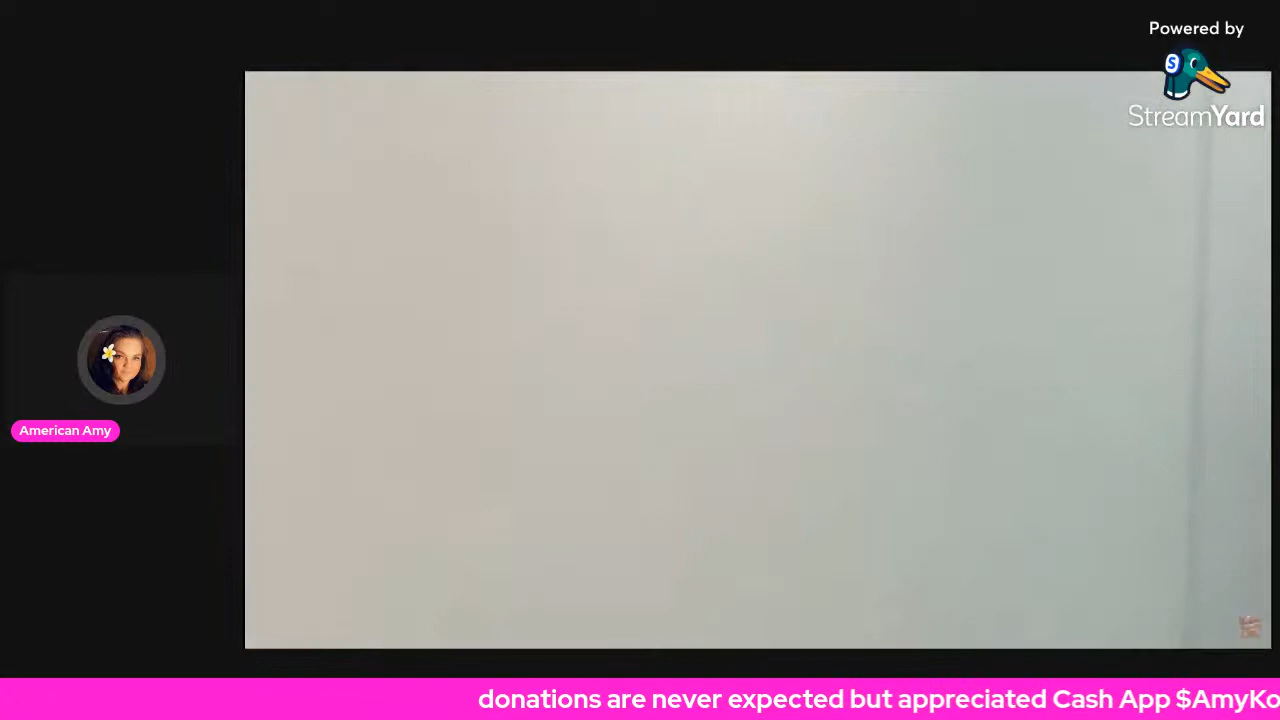 Powered by
S
StreamYard
American Amy
donations are never expected but appreciated Cash App $AmyKo